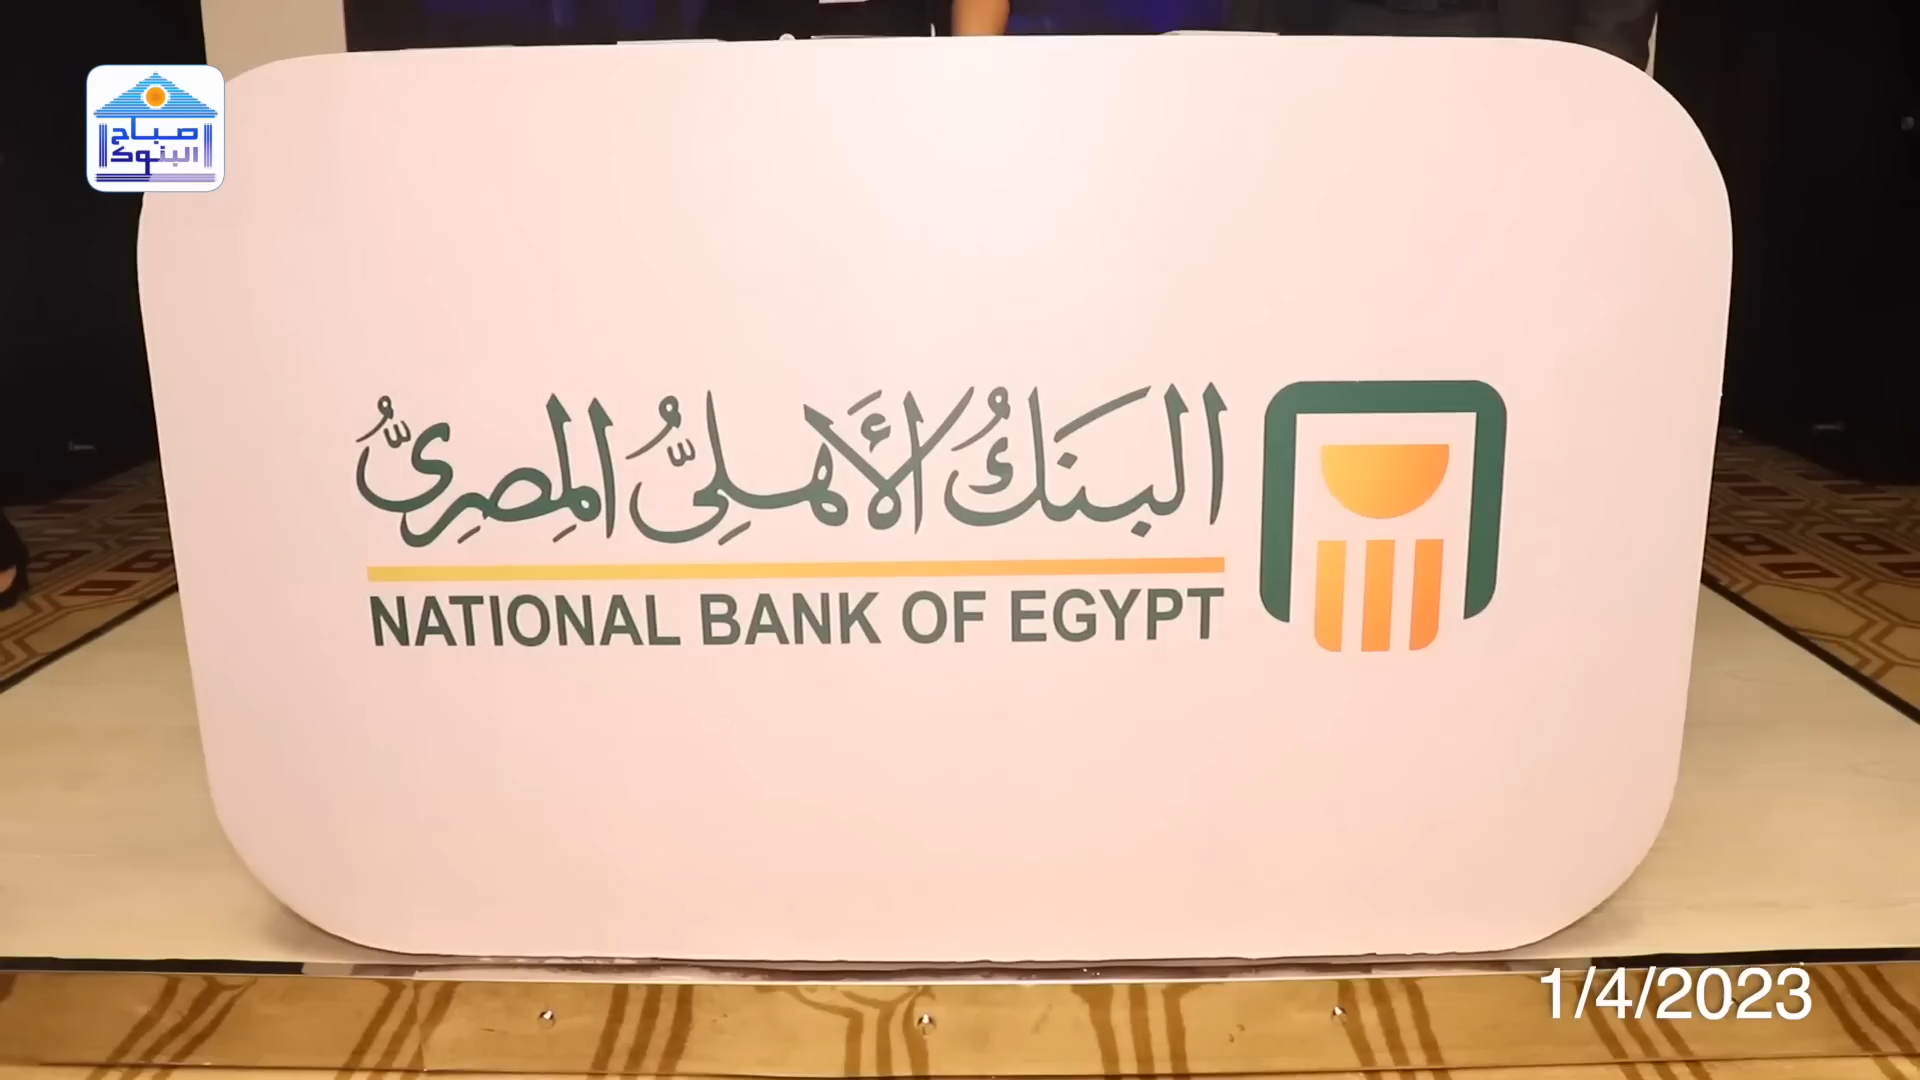 صباح
البنوك
البنك الأهلي المصري
NATIONAL BANK OF EGYPT
1/4/2023